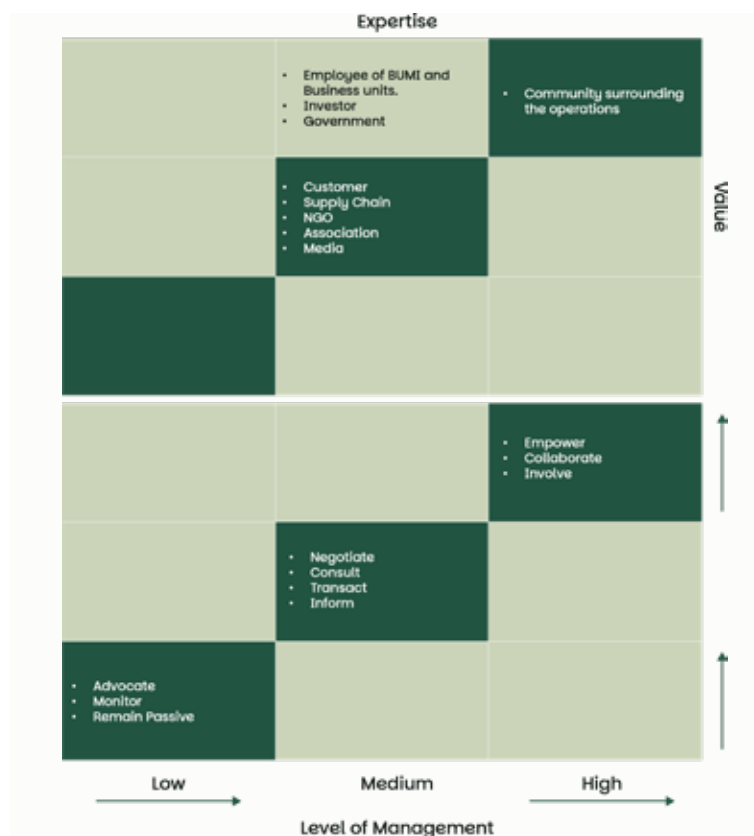 Expertise
• Employee of BUMI and
Business units.
• Investor
• Government
• Community surrounding
the operations
• Customer
• Supply Chain
• NGO
• Association
• Media
Value
• Empower
• Collaborate
• Involve
• Negotiate
• Consult
• Transact
• Inform
• Advocate
• Monitor
• Remain Passive
Low
Medium
High
Level of Management